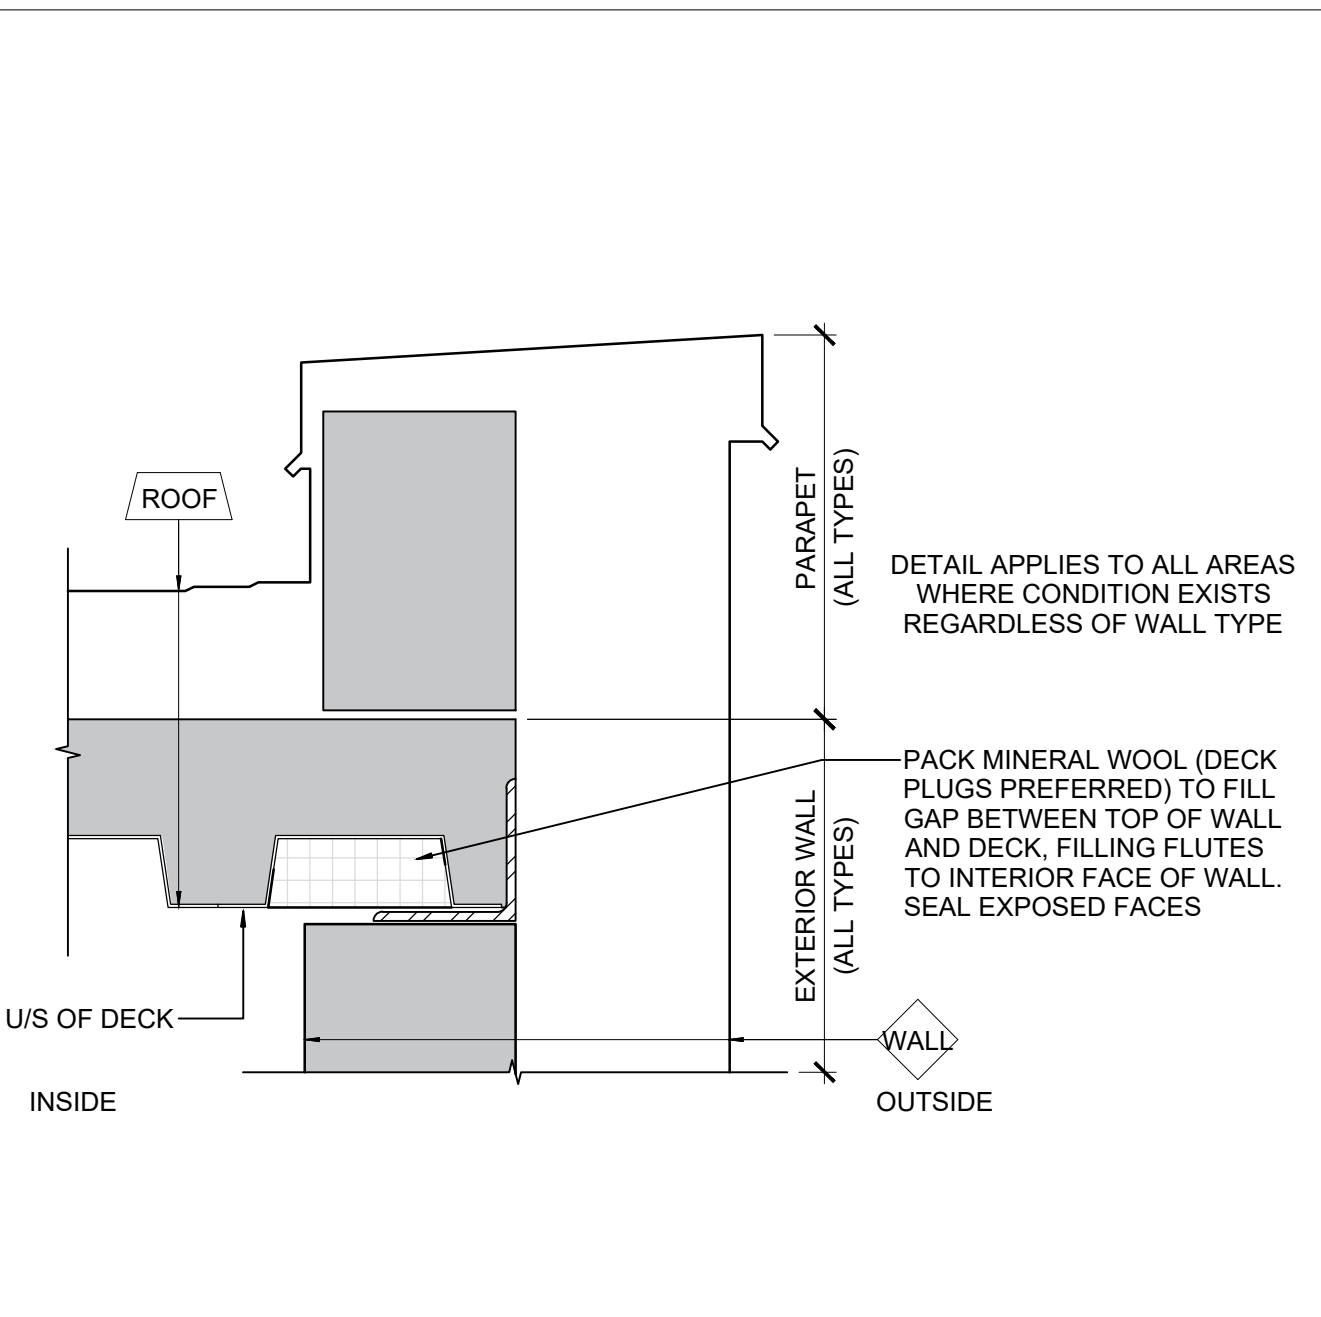 ROOF
PARAPET
(ALL TYPES)
DETAIL APPLIES TO ALL AREAS
WHERE CONDITION EXISTS
REGARDLESS OF WALL TYPE
PACK MINERAL WOOL (DECK
PLUGS PREFERRED) TO FILL
GAP BETWEEN TOP OF WALL
AND DECK, FILLING FLUTES
TO INTERIOR FACE OF WALL.
SEAL EXPOSED FACES
EXTERIOR WALL
(ALL TYPES)
U/S OF DECK
WALL
INSIDE
OUTSIDE